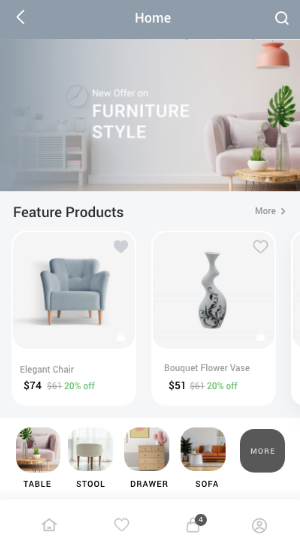 Home
New Offer on
FURNITURE
STYLE
Feature Products
More
Elegant Chair
$74 $61 20% off
Bouquet Flower Vase
$51 $61 20% off
TABLE
STOOL
DRAWER
SOFA
MORE
4